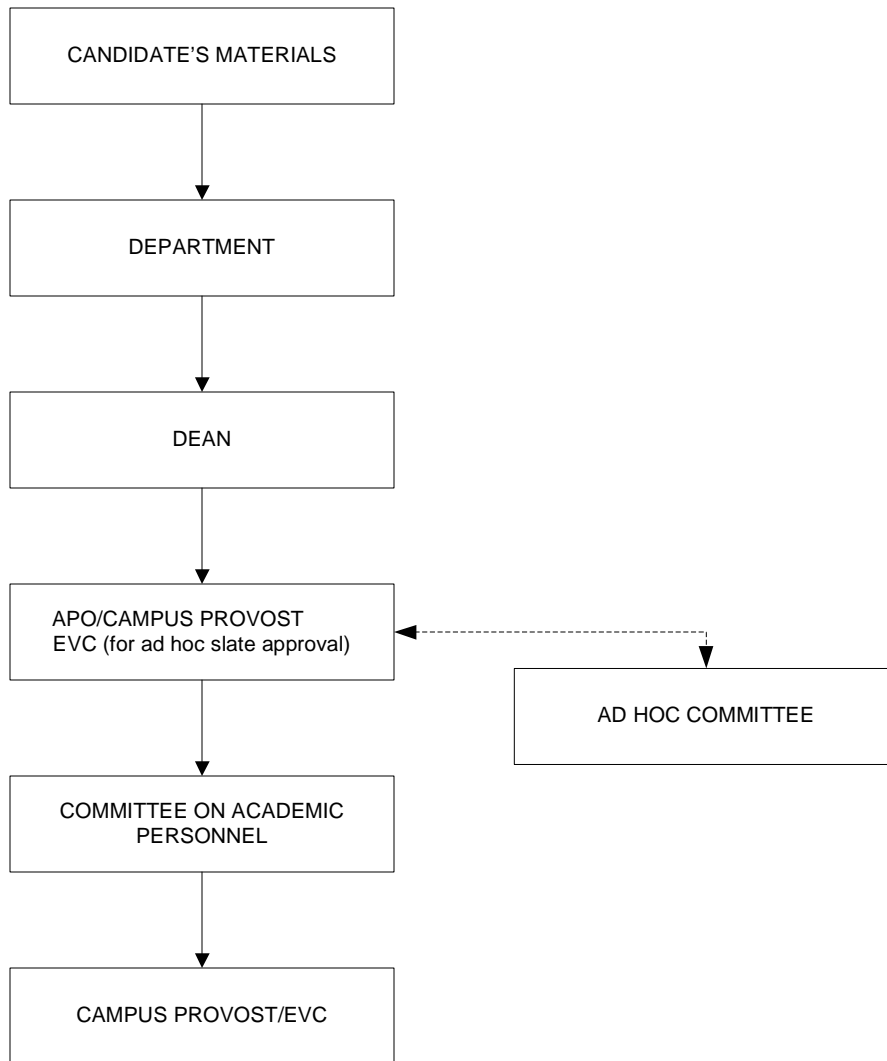 CANDIDATE’S MATERIALS
DEPARTMENT
DEAN
APO/CAMPUS PROVOST
EVC (for ad hoc slate approval)
AD HOC COMMITTEE
COMMITTEE ON ACADEMIC
PERSONNEL
CAMPUS PROVOST/EVC